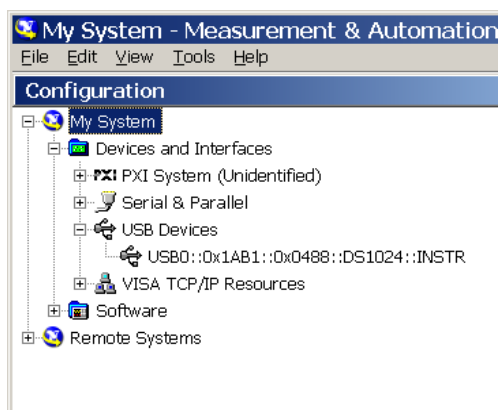 My System - Measurement & Automation
File Edit View Tools Help
Configuration
My System
Devices and Interfaces
PXI PXI System (Unidentified)
Serial & Parallel
USB Devices
USB0::0x1AB1::0x0488::DS1024::INSTR
VISA TCP/IP Resources
Software
Remote Systems